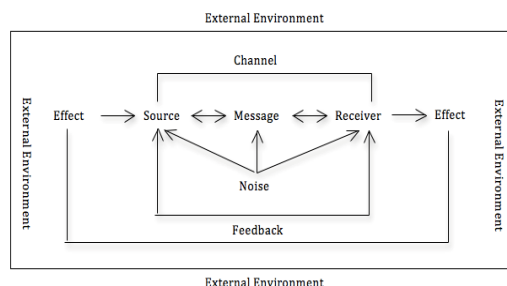 External Environment
Channel
External Environment
Effect Source Message Receiver Effect
External Environment
Noise
Feedback
External Environment